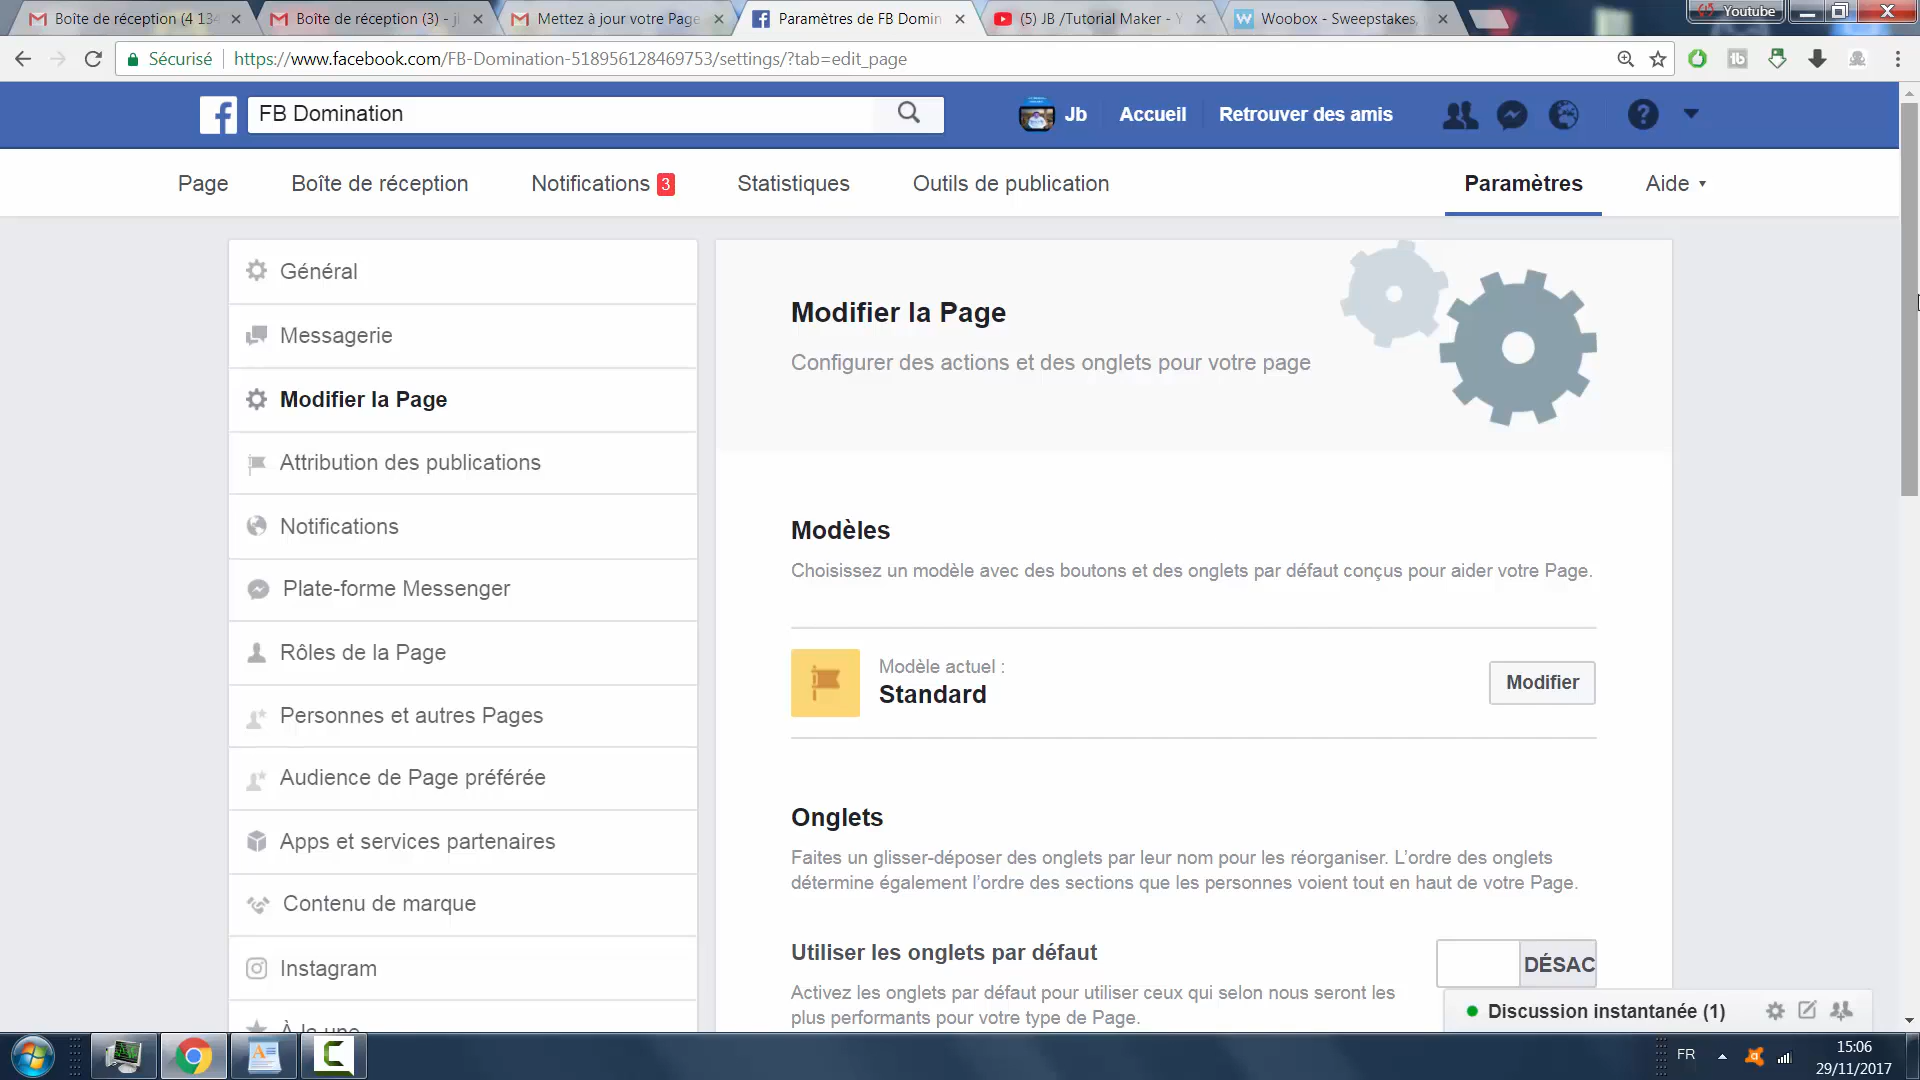 Boîte de réception (4 134
Boîte de réception (3) - jl
Mettez à jour votre Page
Paramètres de FB Domin
(5) JB /Tutorial Maker - Y
Woobox - Sweepstakes,
Youtube
Sécurisé
https://www.facebook.com/FB-Domination-518956128469753/settings/?tab=edit_page
FB Domination
Jb
Accueil
Retrouver des amis
Page
Boîte de réception
Notifications 3
Statistiques
Outils de publication
Paramètres
Aide
Général
Messagerie
Modifier la Page
Attribution des publications
Notifications
Plate-forme Messenger
Rôles de la Page
Personnes et autres Pages
Audience de Page préférée
Apps et services partenaires
Contenu de marque
Instagram
À la une
Modifier la Page
Configurer des actions et des onglets pour votre page
Modèles
Choisissez un modèle avec des boutons et des onglets par défaut conçus pour aider votre Page.
Modèle actuel :
Standard
Modifier
Onglets
Faites un glisser-déposer des onglets par leur nom pour les réorganiser. L’ordre des onglets
détermine également l’ordre des sections que les personnes voient tout en haut de votre Page.
Utiliser les onglets par défaut
DÉSAC
Activez les onglets par défaut pour utiliser ceux qui selon nous seront les
plus performants pour votre type de Page.
Discussion instantanée (1)
FR
15:06
29/11/2017